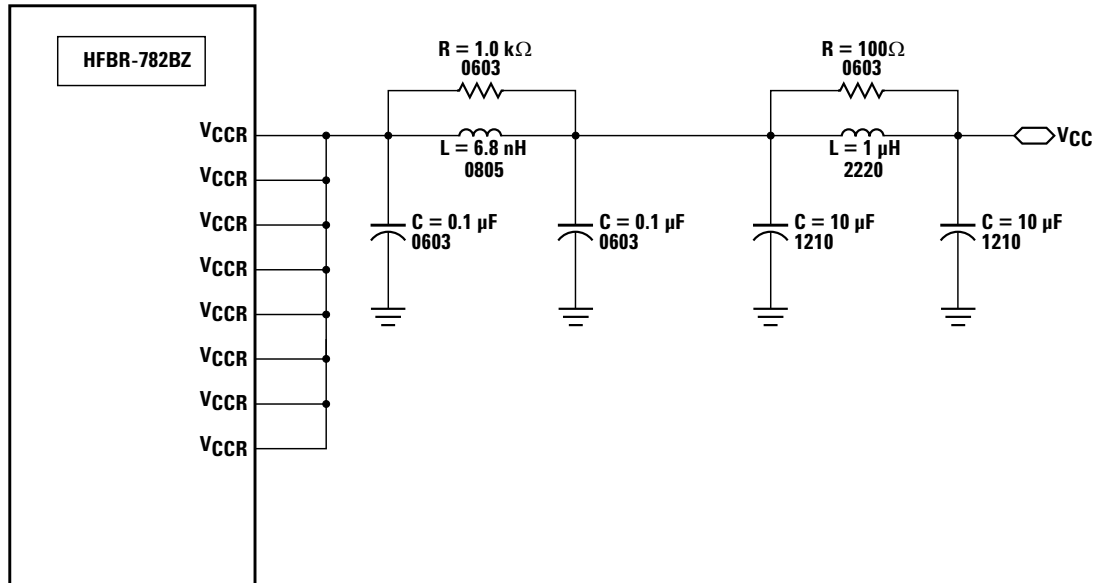 HFBR-782BZ
R = 1.0 kΩ
0603
R = 100Ω
0603
VCCR
VCCR
VCCR
VCCR
VCCR
VCCR
VCCR
VCCR
L = 6.8 nH
0805
L = 1 µH
2220
VCC
C = 0.1 µF
0603
C = 0.1 µF
0603
C = 10 µF
1210
C = 10 µF
1210